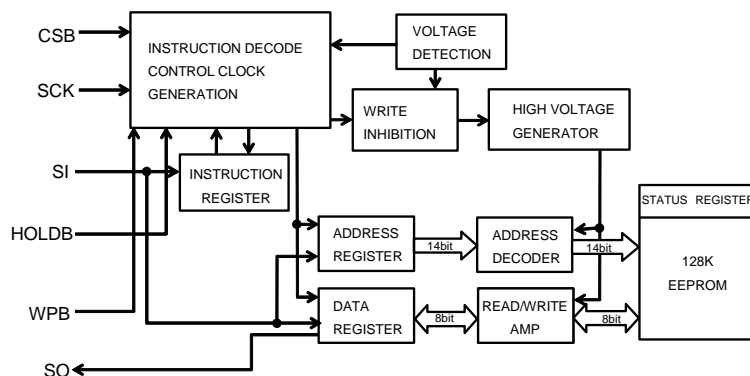 CSB
SCK
SI
HOLDB
WPB
SO
INSTRUCTION DECODE
CONTROL CLOCK
GENERATION
VOLTAGE
DETECTION
WRITE
INHIBITION
HIGH VOLTAGE
GENERATOR
INSTRUCTION
REGISTER
ADDRESS
REGISTER
14bit
ADDRESS
DECODER
14bit
DATA
REGISTER
8bit
READ/WRITE
AMP
8bit
STATUS REGISTER
128K
EEPROM